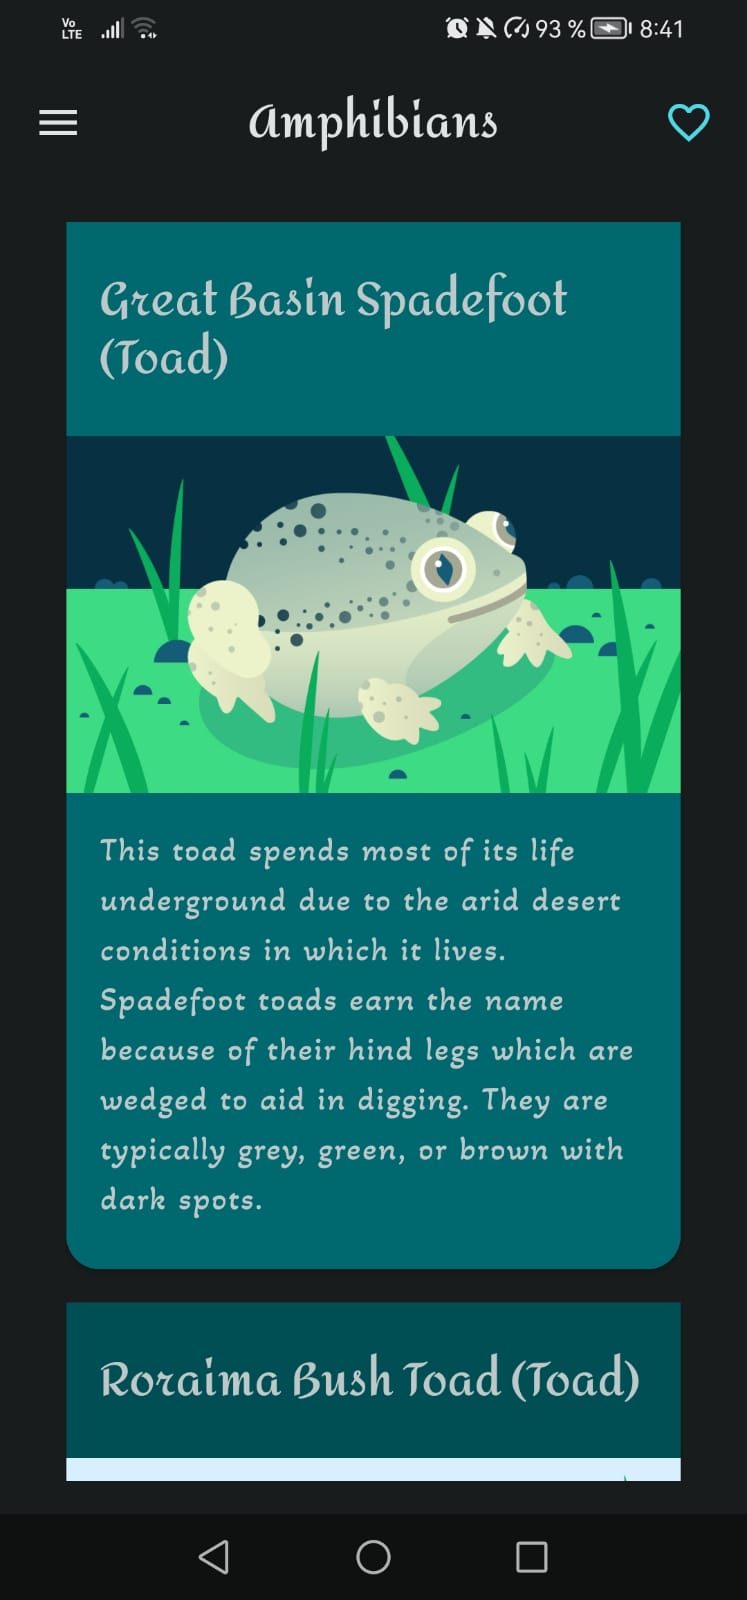 Vo
LTE
93 %
8:41
Amphibians
Great Basin Spadefoot
(Toad)
This toad spends most of its life
underground due to the arid desert
conditions in which it lives.
Spadefoot toads earn the name
because of their hind legs which are
wedged to aid in digging. They are
typically grey, green, or brown with
dark spots.
Roraima Bush Toad (Toad)